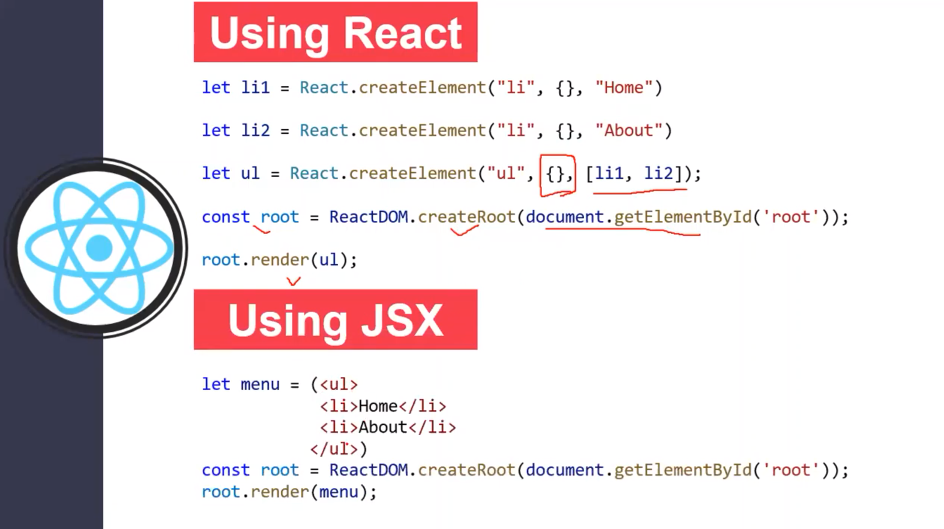 Using React
let li1 = React.createElement("li", {}, "Home")
let li2 = React.createElement("li", {}, "About")
let ul = React.createElement("ul", {}, [li1, li2]);
const root = ReactDOM.createRoot(document.getElementById('root'));
root.render(ul);
Using JSX
let menu = (<ul>
<li>Home</li>
<li>About</li>
</ul>)
const root = ReactDOM.createRoot(document.getElementById('root'));
root.render(menu);